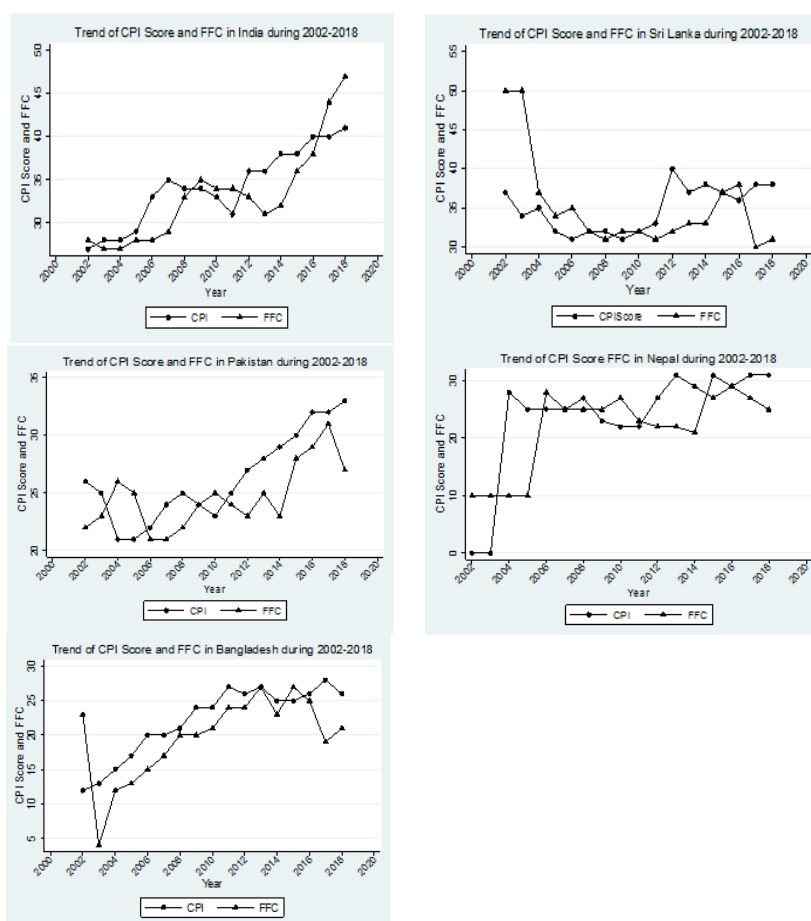 Trend of CPI Score and FFC in India during 2002-2018
CPI Score and FFC
50
45
40
35
30
2000 2002 2004 2006 2008 2010 2012 2014 2016 2018 2020
Year
CPI FFC
Trend of CPI Score and FFC in Sri Lanka during 2002-2018
CPI Score and FFC
55
50
45
40
35
30
2000 2002 2004 2006 2008 2010 2012 2014 2016 2018 2020
Year
CPIScore FFC
Trend of CPI Score and FFC in Pakistan during 2002-2018
CPI Score and FFC
35
30
25
20
2000 2002 2004 2006 2008 2010 2012 2014 2016 2018 2020
Year
CPI FFC
Trend of CPI Score FFC in Nepal during 2002-2018
CPI Score and FFC
30
20
10
0
2002 2004 2006 2008 2010 2012 2014 2016 2018 2020
Year
CPI FFC
Trend of CPI Score and FFC in Bangladesh during 2002-2018
CPI Score and FFC
30
25
20
15
10
5
2000 2002 2004 2006 2008 2010 2012 2014 2016 2018 2020
Year
CPI FFC